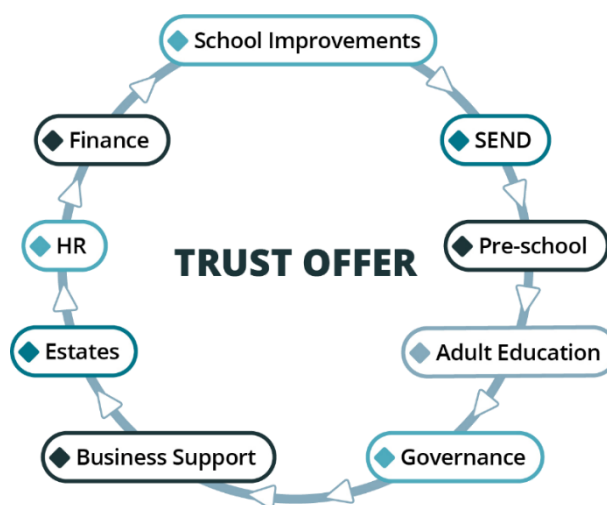 School Improvements
Finance
SEND
HR
TRUST OFFER
Pre-school
Estates
Adult Education
Business Support
Governance